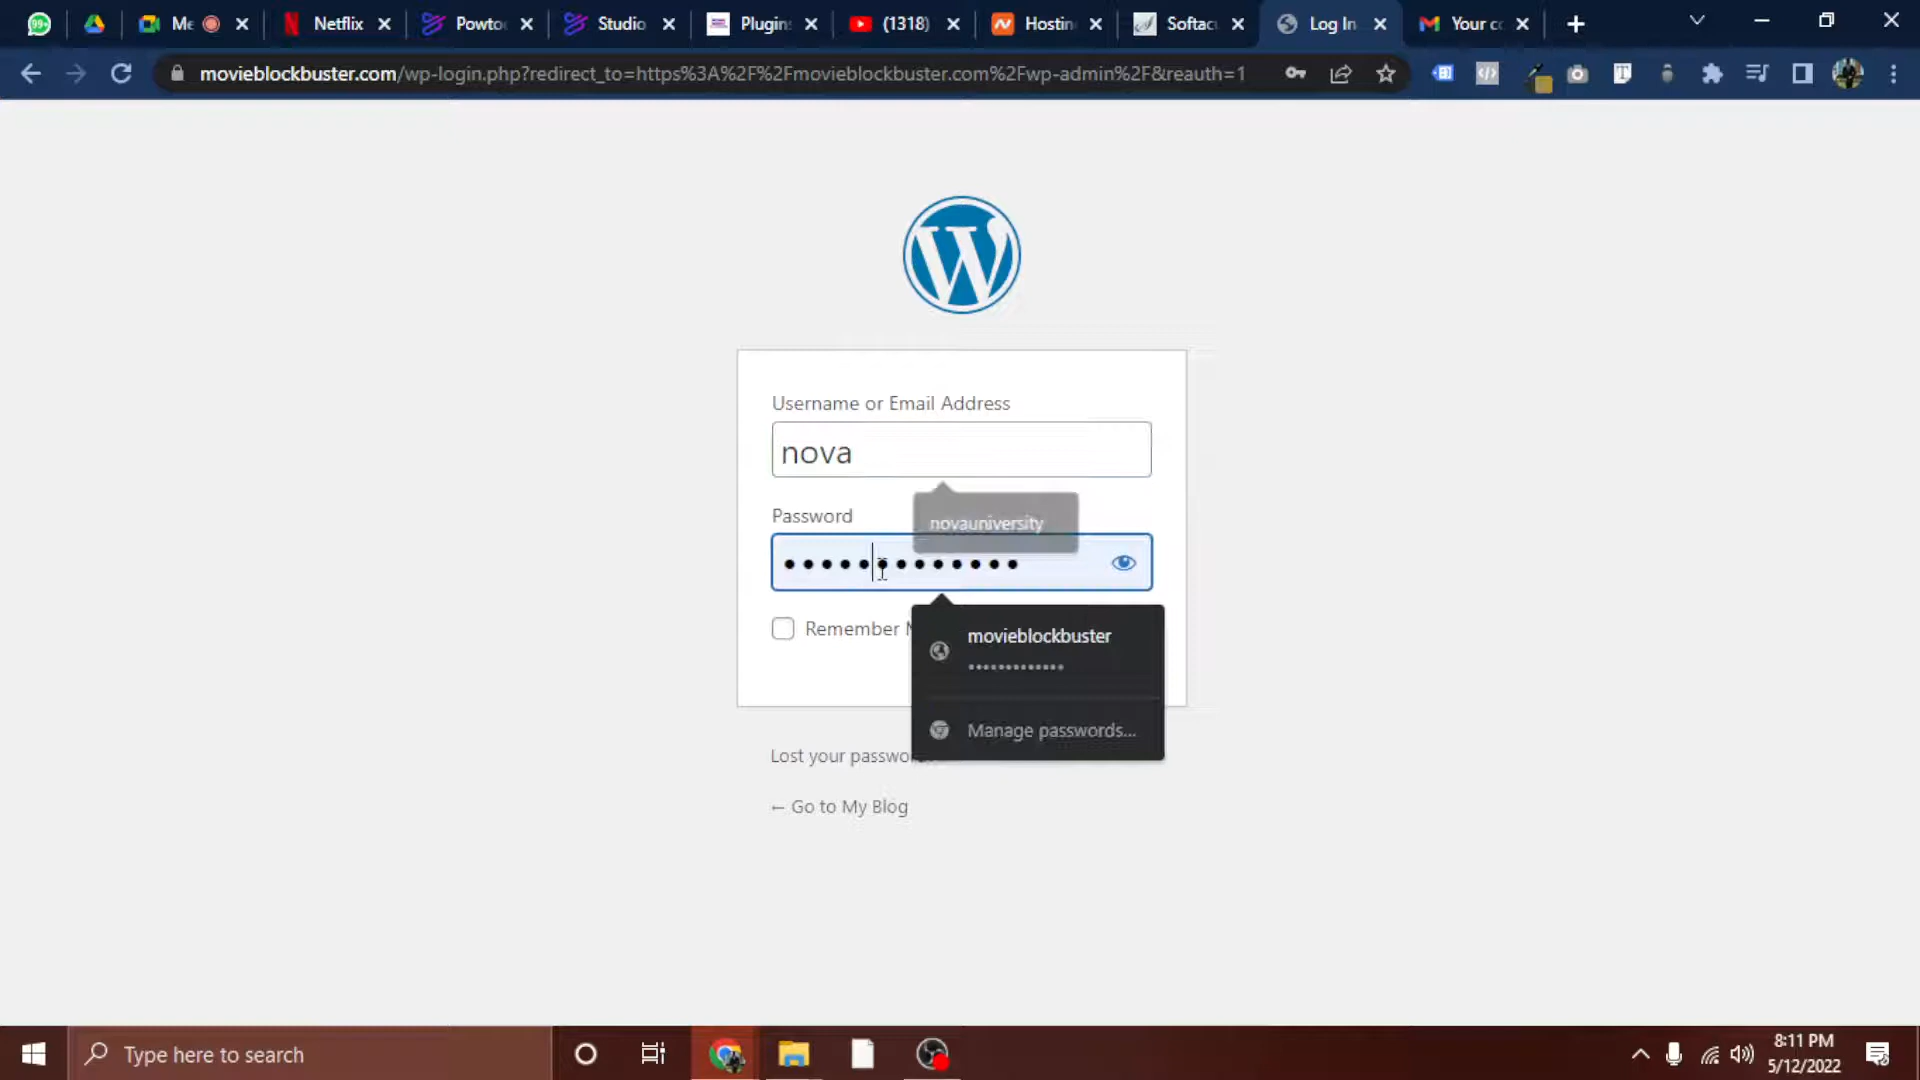 99+
Me
Netflix
Powto
Studio
Plugin
(1318)
Hostin
Softac
Log In
Your co
movieblockbuster.com/wp-login.php?redirect_to=https%3A%2F%2Fmovieblockbuster.com%2Fwp-admin%2F&reauth=1
Username or Email Address
nova
novauniversity
Password
Remember M
movieblockbuster
Manage passwords...
Lost your passwo
← Go to My Blog
Type here to search
8:11 PM
5/12/2022